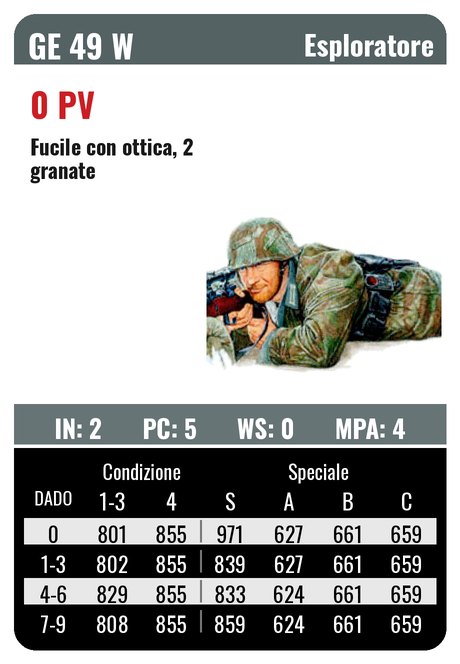 GE 49 W Esploratore
0 PV
Fucile con ottica, 2
granate
IN: 2 PC: 5 WS: 0 MPA: 4
Condizione Speciale
DADO 1-3 4 S A B C
0 801 855 971 627 661 659
1-3 802 855 839 627 661 659
4-6 829 855 833 624 661 659
7-9 808 855 859 624 661 659